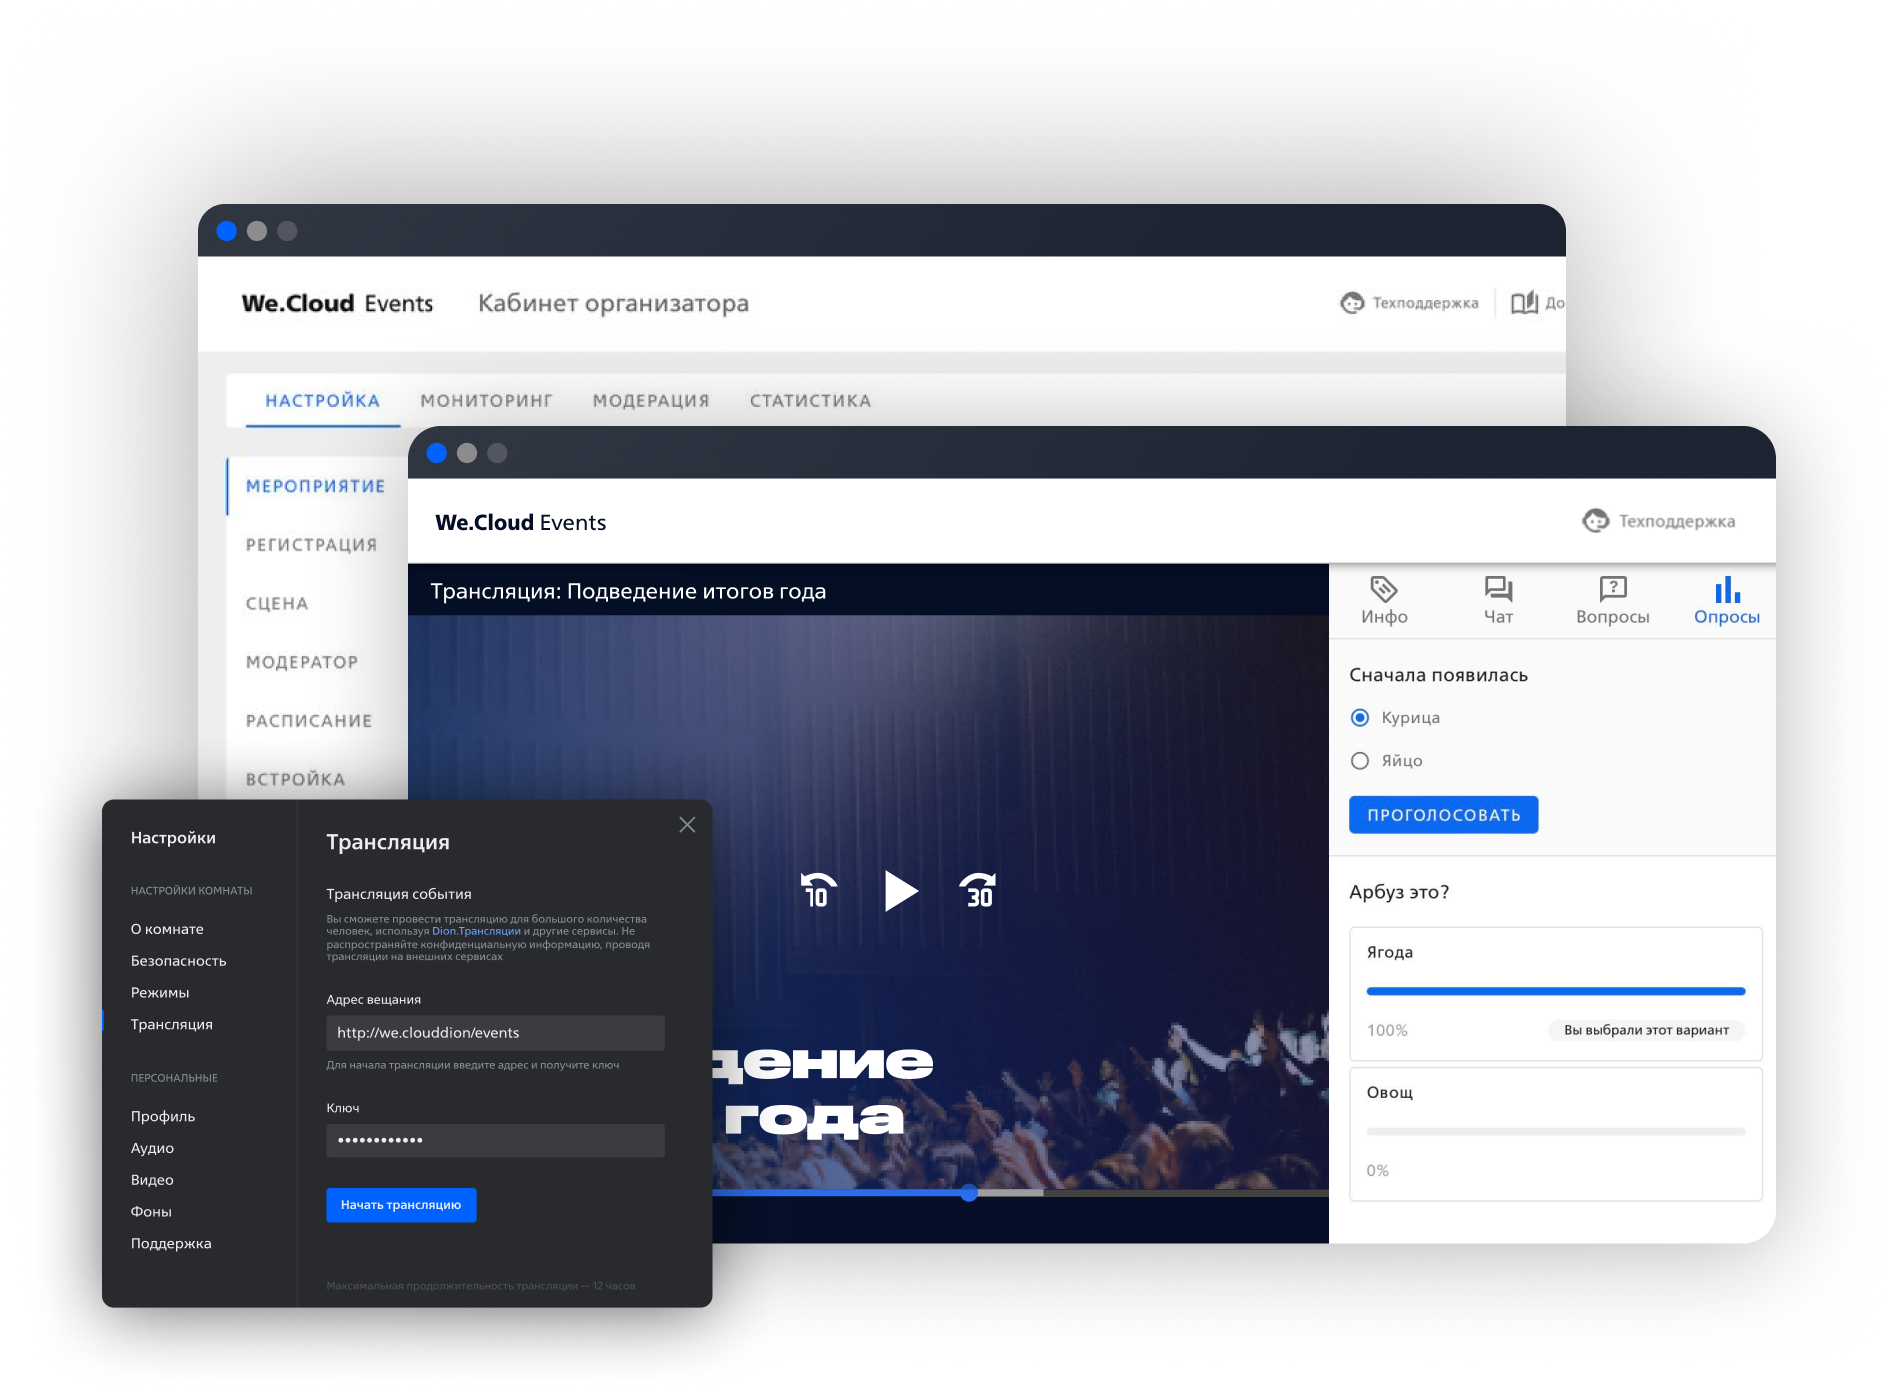 We.Cloud Events
Кабинет организатора
Техподдержка
До
НАСТРОЙКА
МОНИТОРИНГ
МОДЕРАЦИЯ
СТАТИСТИКА
МЕРОПРИЯТИЕ
РЕГИСТРАЦИЯ
СЦЕНА
МОДЕРАТОР
РАСПИСАНИЕ
ВСТРОЙКА
We.Cloud Events
Техподдержка
Трансляция: Подведение итогов года
10
30
дение
года
Инфо
Чат
Вопросы
Опросы
Сначала появилась
Курица
Яйцо
ПРОГОЛОСОВАТЬ
Арбуз это?
Ягода
100%
Вы выбрали этот вариант
Овощ
0%
Настройки
НАСТРОЙКИ КОМНАТЫ
О комнате
Безопасность
Режимы
Трансляция
ПЕРСОНАЛЬНЫЕ
Профиль
Аудио
Видео
Фоны
Поддержка
Трансляция
Трансляция события
Вы сможете провести трансляцию для большого количества
человек, используя Dion.Трансляции и другие сервисы. Не
распространяйте конфиденциальную информацию, проводя
трансляции на внешних сервисах
Адрес вещания
http://we.clouddion/events
Для начала трансляции введите адрес и получите ключ
Ключ
••••••••••••
Начать трансляцию
Максимальная продолжительность трансляции — 12 часов